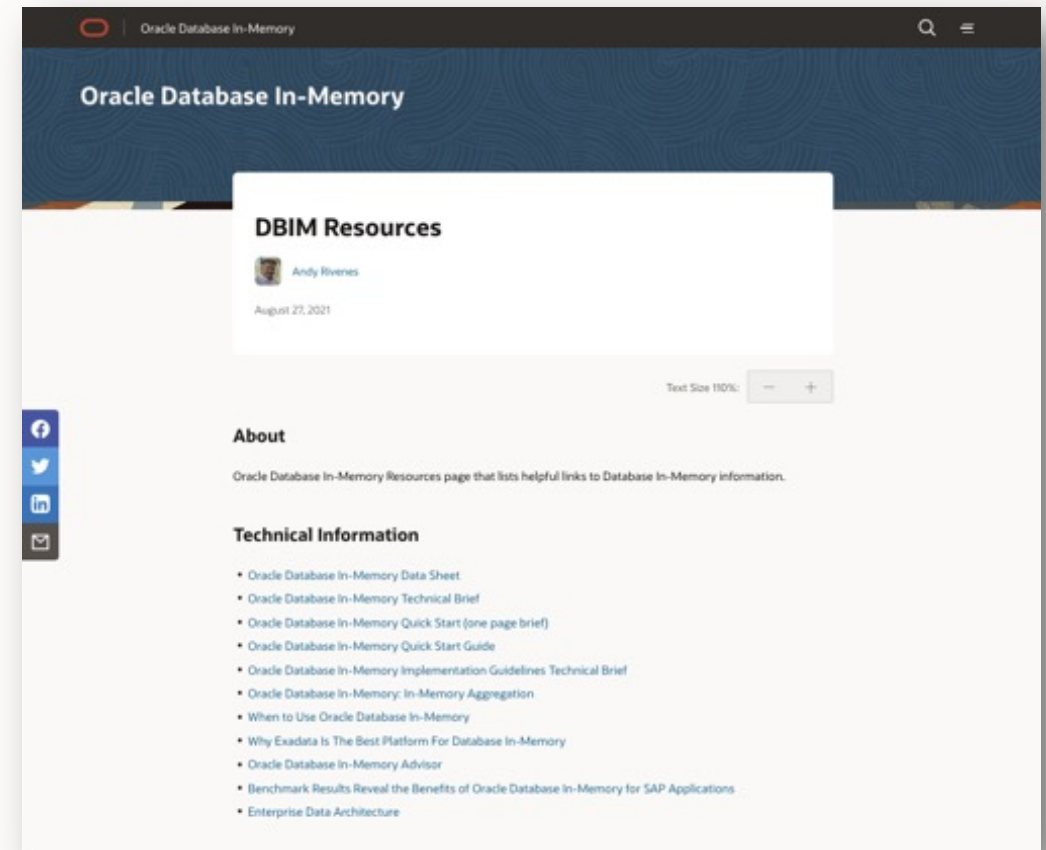 Oracle Database In-Memory
Oracle Database In-Memory
DBIM Resources
Andy Rivenes
August 27, 2021
Text Size 110%:
About
Oracle Database In-Memory Resources page that lists helpful links to Database In-Memory information.
Technical Information
• Oracle Database In-Memory Data Sheet
• Oracle Database In-Memory Technical Brief
• Oracle Database In-Memory Quick Start (one page brief)
• Oracle Database In-Memory Quick Start Guide
• Oracle Database In-Memory Implementation Guidelines Technical Brief
• Oracle Database In-Memory: In-Memory Aggregation
• When to Use Oracle Database In-Memory
• Why Exadata Is The Best Platform For Database In-Memory
• Oracle Database In-Memory Advisor
• Benchmark Results Reveal the Benefits of Oracle Database In-Memory for SAP Applications
• Enterprise Data Architecture